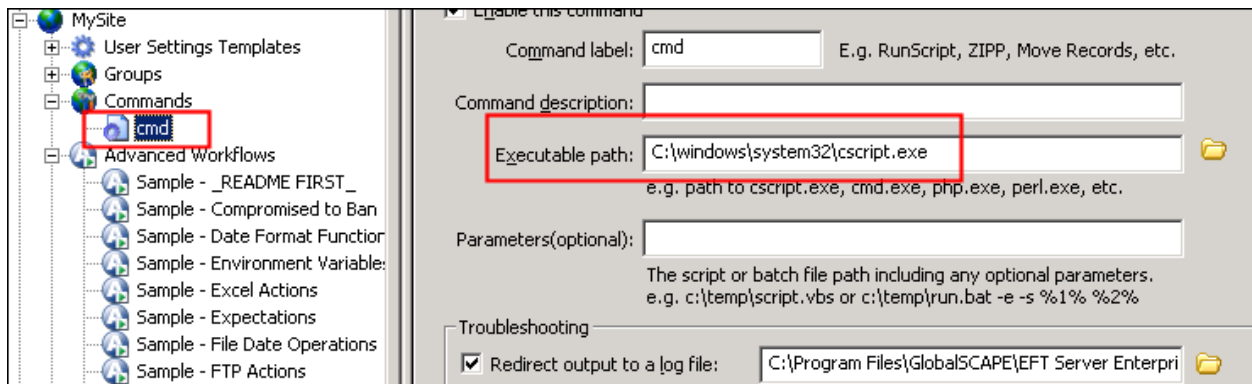 MySite
User Settings Templates
Groups
Commands
cmd
Advanced Workflows
Sample - _README FIRST_
Sample - Compromised to Ban
Sample - Date Format Function
Sample - Environment Variables
Sample - Excel Actions
Sample - Expectations
Sample - File Date Operations
Sample - FTP Actions
Enable this command
Command label: cmd E.g. RunScript, ZIPP, Move Records, etc.
Command description:
Executable path: C:\windows\system32\cscript.exe
e.g. path to cscript.exe, cmd.exe, php.exe, perl.exe, etc.
Parameters(optional):
The script or batch file path including any optional parameters.
e.g. c:\temp\script.vbs or c:\temp\run.bat -e -s %1% %2%
Troubleshooting
Redirect output to a log file: C:\Program Files\GlobalSCAPE\EFT Server Enterpri